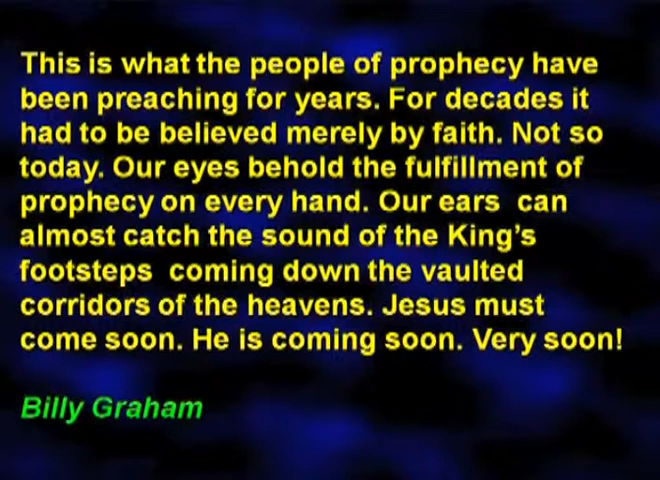 This is what the people of prophecy have
been preaching for years. For decades it
had to be believed merely by faith. Not so
today. Our eyes behold the fulfillment of
prophecy on every hand. Our ears  can
almost catch the sound of the King’s
footsteps  coming down the vaulted
corridors of the heavens. Jesus must
come soon. He is coming soon. Very soon!
Billy Graham